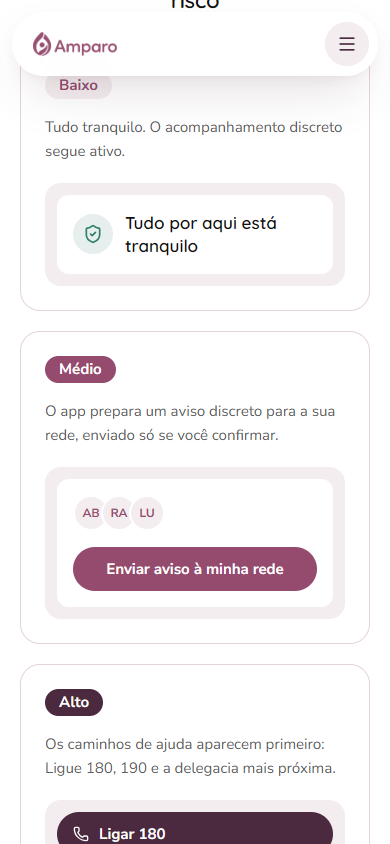 risco
Amparo
Baixo
Tudo tranquilo. O acompanhamento discreto
segue ativo.
Tudo por aqui está
tranquilo
Médio
O app prepara um aviso discreto para a sua
rede, enviado só se você confirmar.
AB RA LU
Enviar aviso à minha rede
Alto
Os caminhos de ajuda aparecem primeiro:
Ligue 180, 190 e a delegacia mais próxima.
Ligar 180